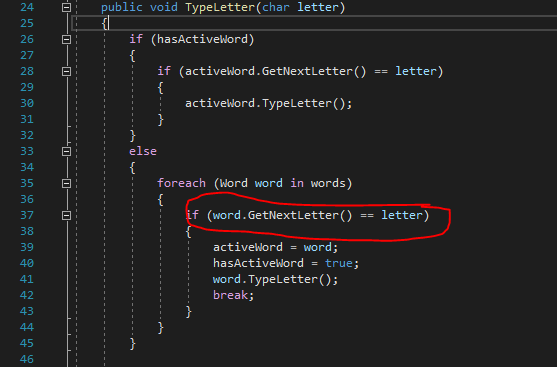 24 public void TypeLetter(char letter)
25 {
26 if (hasActiveWord)
27 {
28 if (activeWord.GetNextLetter() == letter)
29 {
30 activeWord.TypeLetter();
31 }
32 }
33 else
34 {
35 foreach (Word word in words)
36 {
37 if (word.GetNextLetter() == letter)
38 {
39 activeWord = word;
40 hasActiveWord = true;
41 word.TypeLetter();
42 break;
43 }
44 }
45 }
46